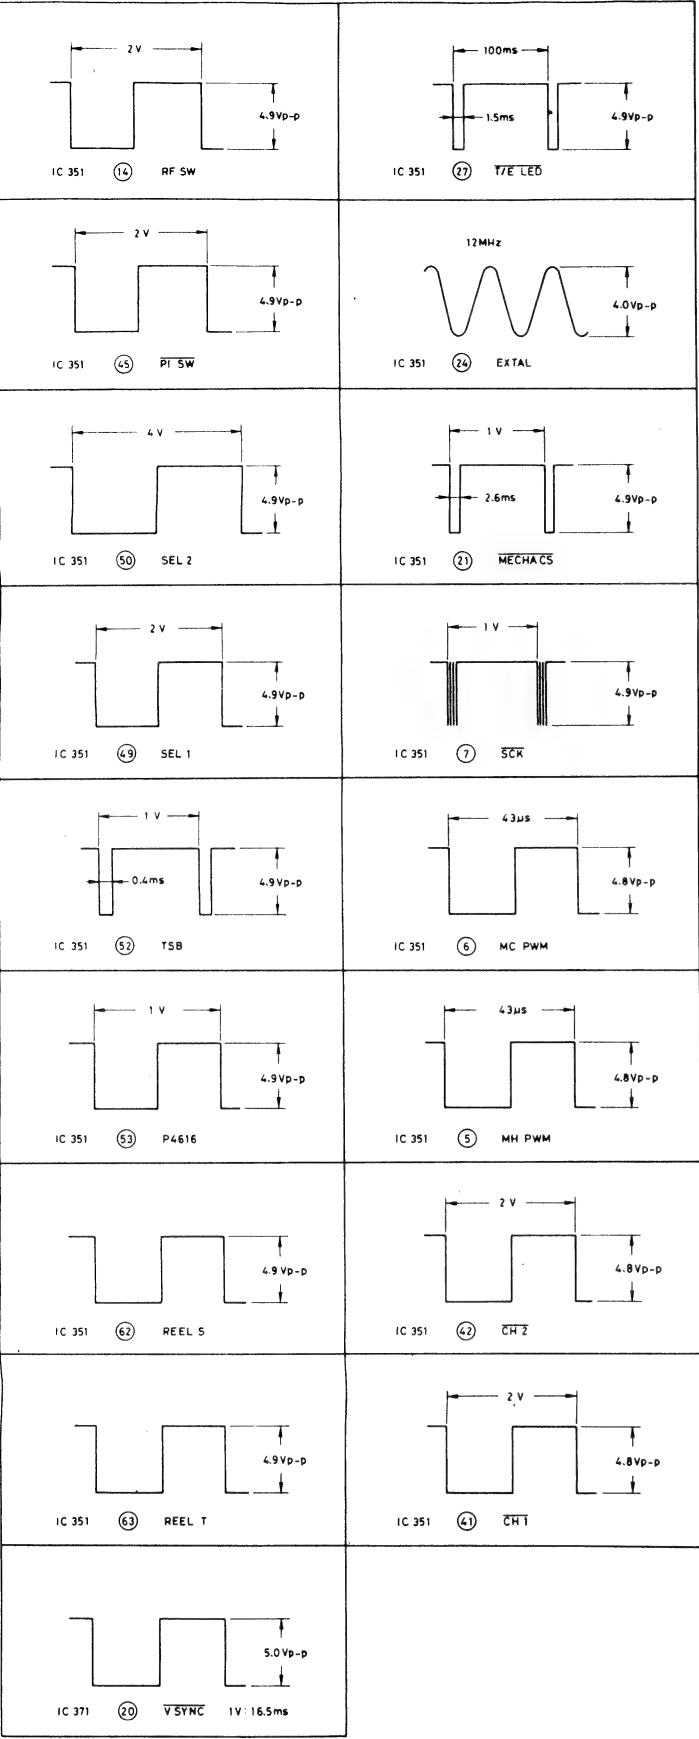 2 V
4.9Vp-p
IC 351 14 RF SW
100ms
1.5ms
4.9Vp-p
IC 351 27 T/E LED
2 V
4.9Vp-p
IC 351 45 PI SW
12MHz
4.0Vp-p
IC 351 24 EXTAL
4 V
4.9Vp-p
IC 351 50 SEL 2
1 V
2.6ms
4.9Vp-p
IC 351 21 MECHACS
2 V
4.9Vp-p
IC 351 49 SEL 1
1 V
4.9Vp-p
IC 351 7 SCK
1 V
0.4ms
4.9Vp-p
IC 351 52 TSB
43µs
4.8Vp-p
IC 351 6 MC PWM
1 V
4.9Vp-p
IC 351 53 P4616
43µs
4.8Vp-p
IC 351 5 MH PWM
4.9Vp-p
IC 351 62 REEL S
2 V
4.8Vp-p
IC 351 42 CH 2
4.9Vp-p
IC 351 63 REEL T
2 V
4.8Vp-p
IC 351 41 CH 1
5.0Vp-p
IC 371 20 V SYNC 1V:16.5ms